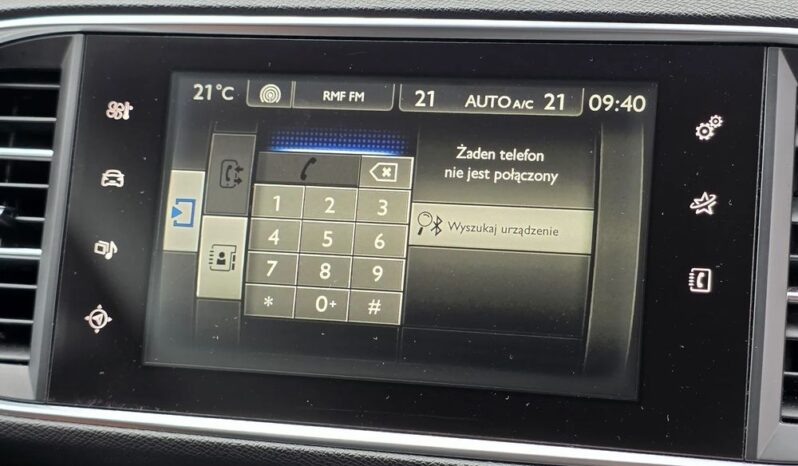 21°C RMF FM 21 AUTO A/C 21 09:40
Żaden telefon
nie jest połączony
Wyszukaj urządzenie
1 2 3
4 5 6
7 8 9
* 0+ #